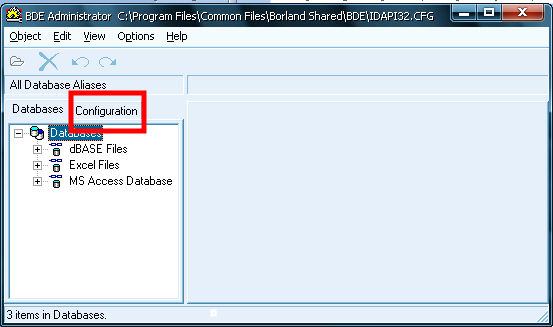 BDE Administrator C:\Program Files\Common Files\Borland Shared\BDE\IDAPI32.CFG
Object Edit View Options Help
All Database Aliases
Databases Configuration
Databases
dBASE Files
Excel Files
MS Access Database
3 items in Databases.